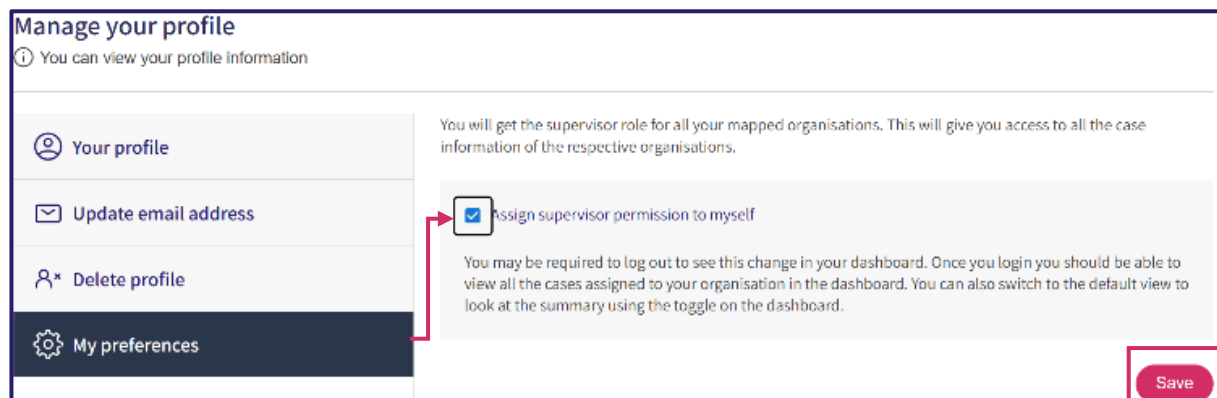 Manage your profile
You can view your profile information
Your profile
Update email address
Delete profile
My preferences
You will get the supervisor role for all your mapped organisations. This will give you access to all the case
information of the respective organisations.
Assign supervisor permission to myself
You may be required to log out to see this change in your dashboard. Once you login you should be able to
view all the cases assigned to your organisation in the dashboard. You can also switch to the default view to
look at the summary using the toggle on the dashboard.
Save